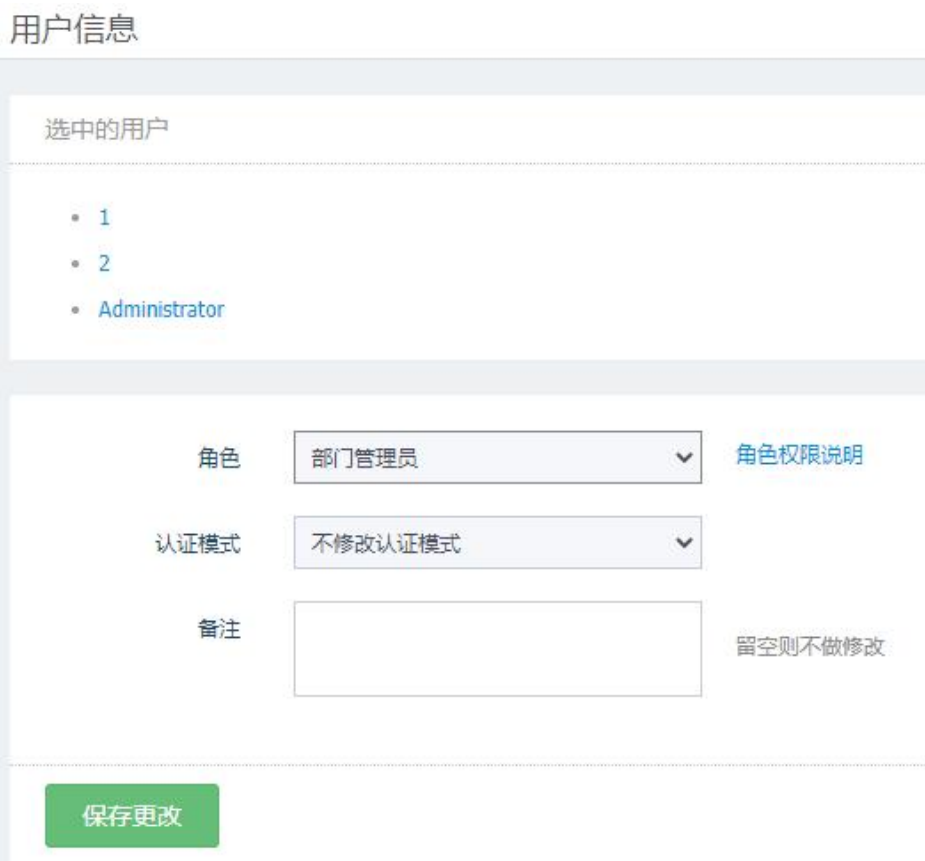 用户信息
选中的用户
1
2
Administrator
角色 部门管理员 角色权限说明
认证模式 不修改认证模式
备注 留空则不做修改
保存更改